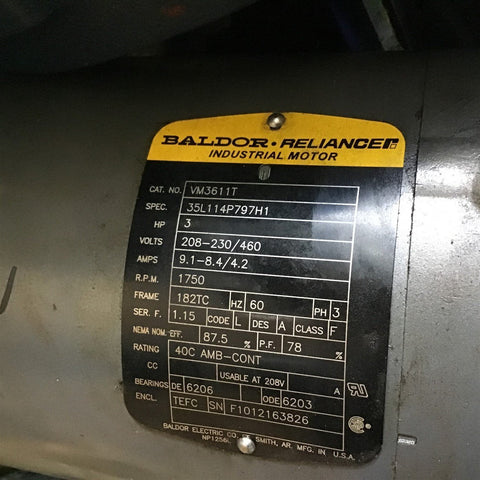 BALDOR · RELIANCE
INDUSTRIAL MOTOR
CAT. NO. VM3611T
SPEC. 35L114P797H1
HP 3
VOLTS 208-230/460
AMPS 9.1-8.4/4.2
R.P.M. 1750
FRAME 182TC HZ 60 PH 3
SER. F. 1.15 CODE L DES A CLASS F
NEMA NOM. EFF. 87.5 % P.F. 78 %
RATING 40C AMB-CONT
CC USABLE AT 208V A
BEARINGS DE 6206 ODE 6203
ENCL. TEFC SN F1012163826
BALDOR ELECTRIC CO. SMITH, AR. MFG. IN U.S.A.